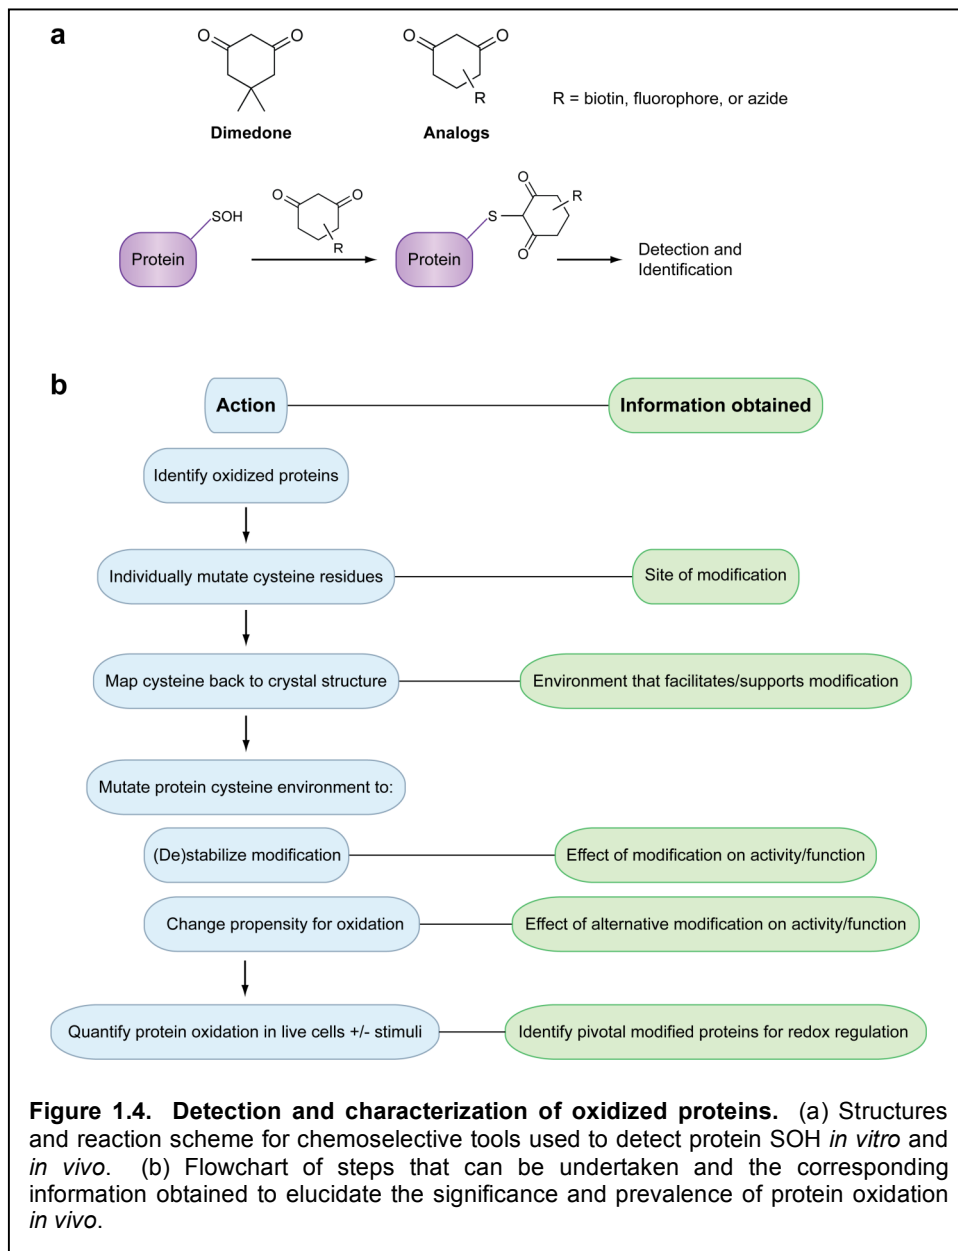 a
O O
Dimedone
O O
R
Analogs
R = biotin, fluorophore, or azide
SOH
Protein
O O
R
O
R
S
O
Protein
Detection and
Identification
b
Action
Information obtained
Identify oxidized proteins
Individually mutate cysteine residues
Site of modification
Map cysteine back to crystal structure
Environment that facilitates/supports modification
Mutate protein cysteine environment to:
(De)stabilize modification
Effect of modification on activity/function
Change propensity for oxidation
Effect of alternative modification on activity/function
Quantify protein oxidation in live cells +/- stimuli
Identify pivotal modified proteins for redox regulation
Figure 1.4. Detection and characterization of oxidized proteins. (a) Structures
and reaction scheme for chemoselective tools used to detect protein SOH in vitro and
in vivo. (b) Flowchart of steps that can be undertaken and the corresponding
information obtained to elucidate the significance and prevalence of protein oxidation
in vivo.